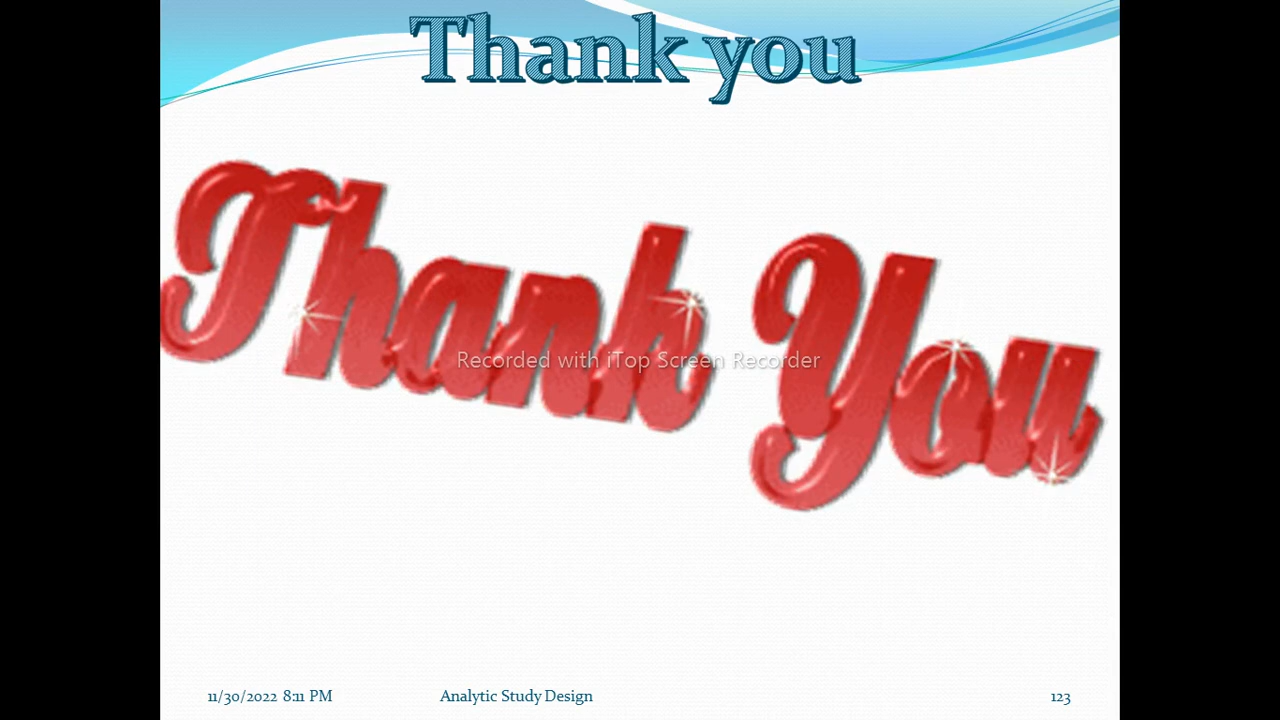 Thank you
Thank You
Recorded with iTop Screen Recorder
11/30/2022 8:11 PM
Analytic Study Design
123